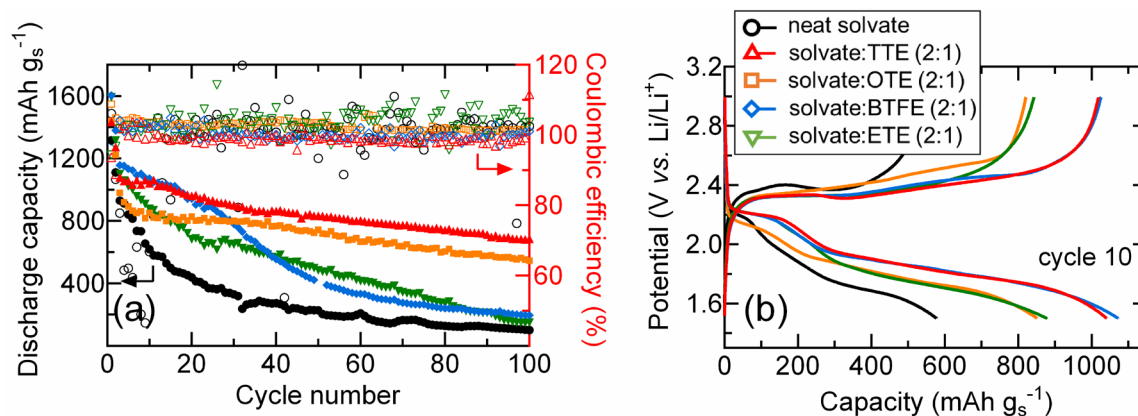 Discharge capacity (mAh gs⁻¹)
1600
1200
800
400
0
20
40
60
80
100
Cycle number
(a)
120
100
80
60
Coulombic efficiency (%)
neat solvate
solvate:TTE (2:1)
solvate:OTE (2:1)
solvate:BTFE (2:1)
solvate:ETE (2:1)
Potential (V vs. Li/Li⁺)
3.2
2.8
2.4
2.0
1.6
cycle 10
(b)
0
200
400
600
800
1000
Capacity (mAh gs⁻¹)